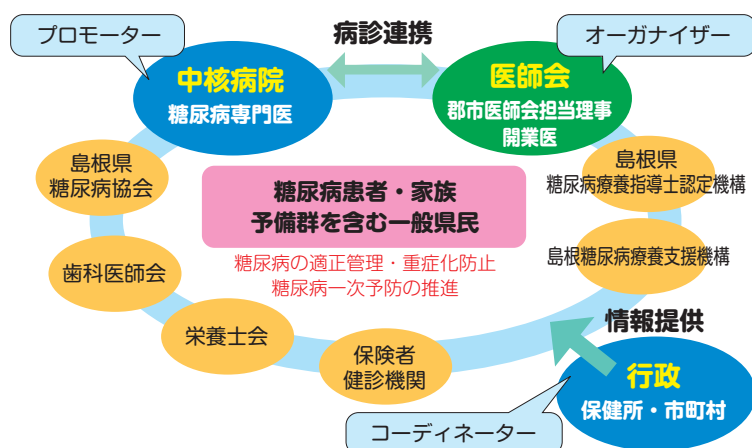 プロモーター
病診連携
オーガナイザー
中核病院
糖尿病専門医
医師会
郡市医師会担当理事
開業医
島根県
糖尿病協会
島根県
糖尿病療養指導士認定機構
糖尿病患者・家族
予備群を含む一般県民
糖尿病の適正管理・重症化防止
糖尿病一次予防の推進
島根糖尿病療養支援機構
歯科医師会
栄養士会
保険者
健診機関
情報提供
行政
保健所・市町村
コーディネーター